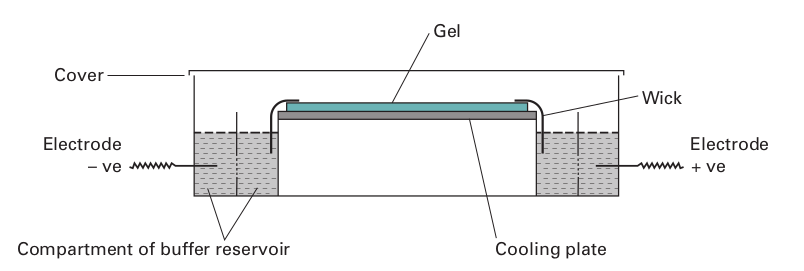 Gel
Cover
Wick
Electrode
– ve
Electrode
+ ve
Compartment of buffer reservoir
Cooling plate